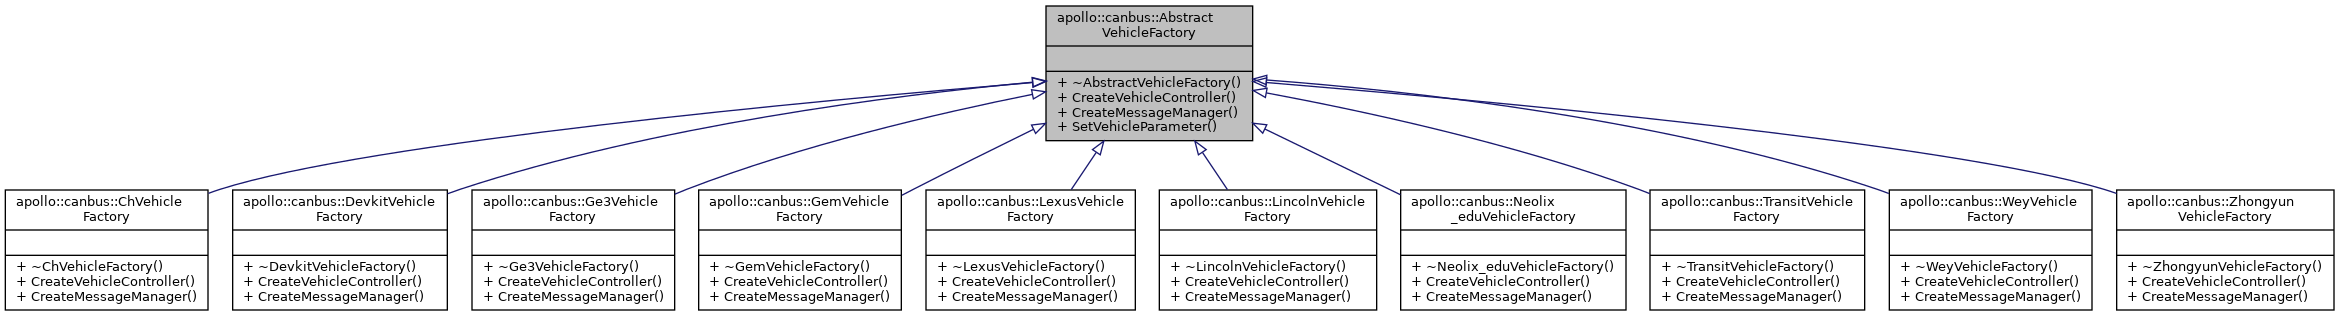 apollo::canbus::Abstract
VehicleFactory
+ ~AbstractVehicleFactory()
+ CreateVehicleController()
+ CreateMessageManager()
+ SetVehicleParameter()
apollo::canbus::ChVehicle
Factory
+ ~ChVehicleFactory()
+ CreateVehicleController()
+ CreateMessageManager()
apollo::canbus::DevkitVehicle
Factory
+ ~DevkitVehicleFactory()
+ CreateVehicleController()
+ CreateMessageManager()
apollo::canbus::Ge3Vehicle
Factory
+ ~Ge3VehicleFactory()
+ CreateVehicleController()
+ CreateMessageManager()
apollo::canbus::GemVehicle
Factory
+ ~GemVehicleFactory()
+ CreateVehicleController()
+ CreateMessageManager()
apollo::canbus::LexusVehicle
Factory
+ ~LexusVehicleFactory()
+ CreateVehicleController()
+ CreateMessageManager()
apollo::canbus::LincolnVehicle
Factory
+ ~LincolnVehicleFactory()
+ CreateVehicleController()
+ CreateMessageManager()
apollo::canbus::Neolix
_eduVehicleFactory
+ ~Neolix_eduVehicleFactory()
+ CreateVehicleController()
+ CreateMessageManager()
apollo::canbus::TransitVehicle
Factory
+ ~TransitVehicleFactory()
+ CreateVehicleController()
+ CreateMessageManager()
apollo::canbus::WeyVehicle
Factory
+ ~WeyVehicleFactory()
+ CreateVehicleController()
+ CreateMessageManager()
apollo::canbus::Zhongyun
VehicleFactory
+ ~ZhongyunVehicleFactory()
+ CreateVehicleController()
+ CreateMessageManager()